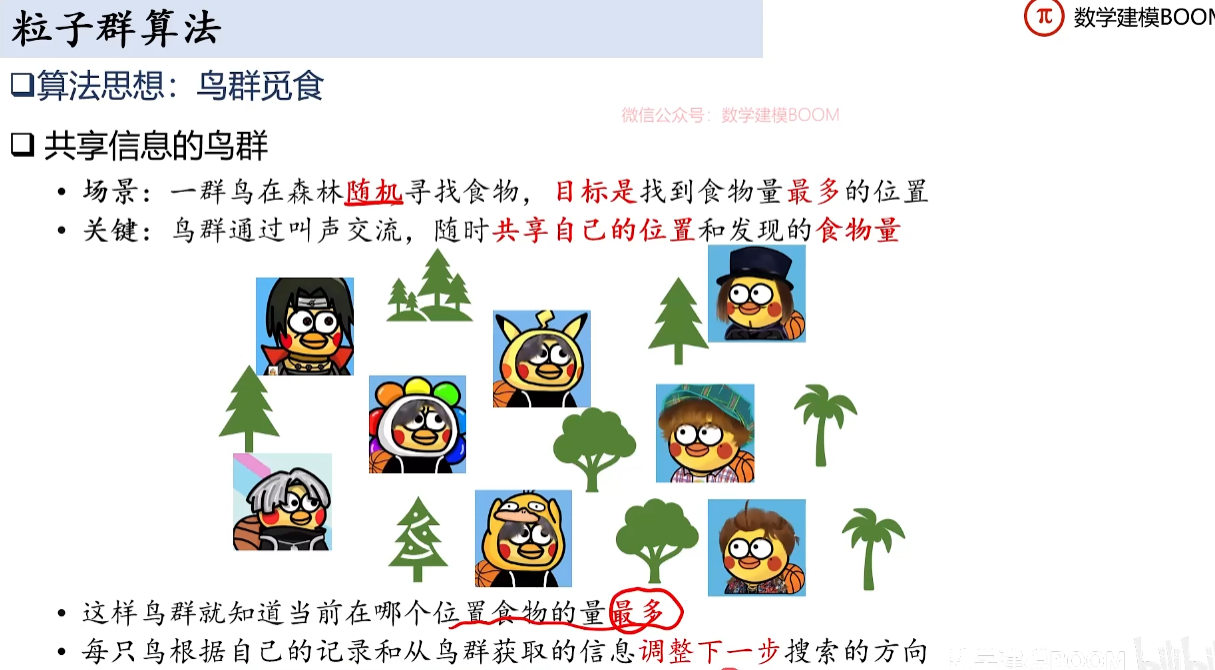 粒子群算法
π 数学建模BOOM
算法思想：鸟群觅食
微信公众号：数学建模BOOM
共享信息的鸟群
• 场景：一群鸟在森林随机寻找食物，目标是找到食物量最多的位置
• 关键：鸟群通过叫声交流，随时共享自己的位置和发现的食物量
• 这样鸟群就知道当前在哪个位置食物的量最多
• 每只鸟根据自己的记录和从鸟群获取的信息调整下一步搜索的方向